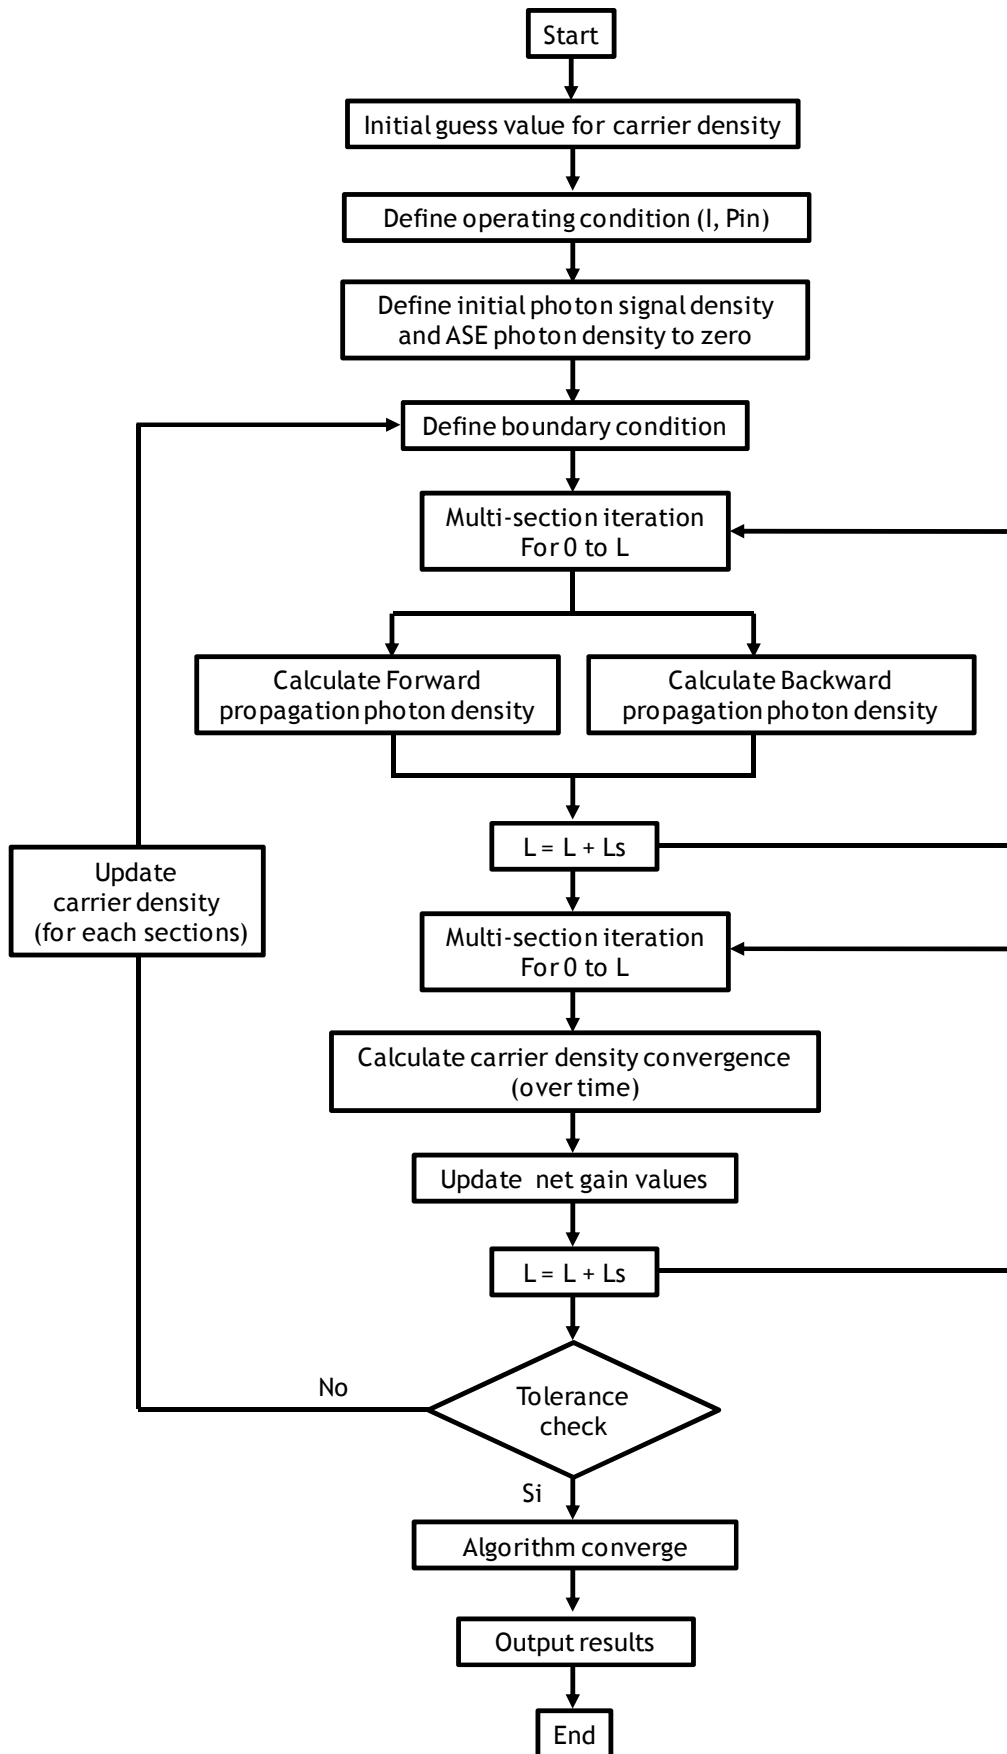 Start
Initial guess value for carrier density
Define operating condition (I, Pin)
Define initial photon signal density
and ASE photon density to zero
Define boundary condition
Multi-section iteration
For 0 to L
Calculate Forward
propagation photon density
Calculate Backward
propagation photon density
L = L + Ls
Update
carrier density
(for each sections)
Multi-section iteration
For 0 to L
Calculate carrier density convergence
(over time)
Update net gain values
L = L + Ls
No
Tolerance
check
Si
Algorithm converge
Output results
End